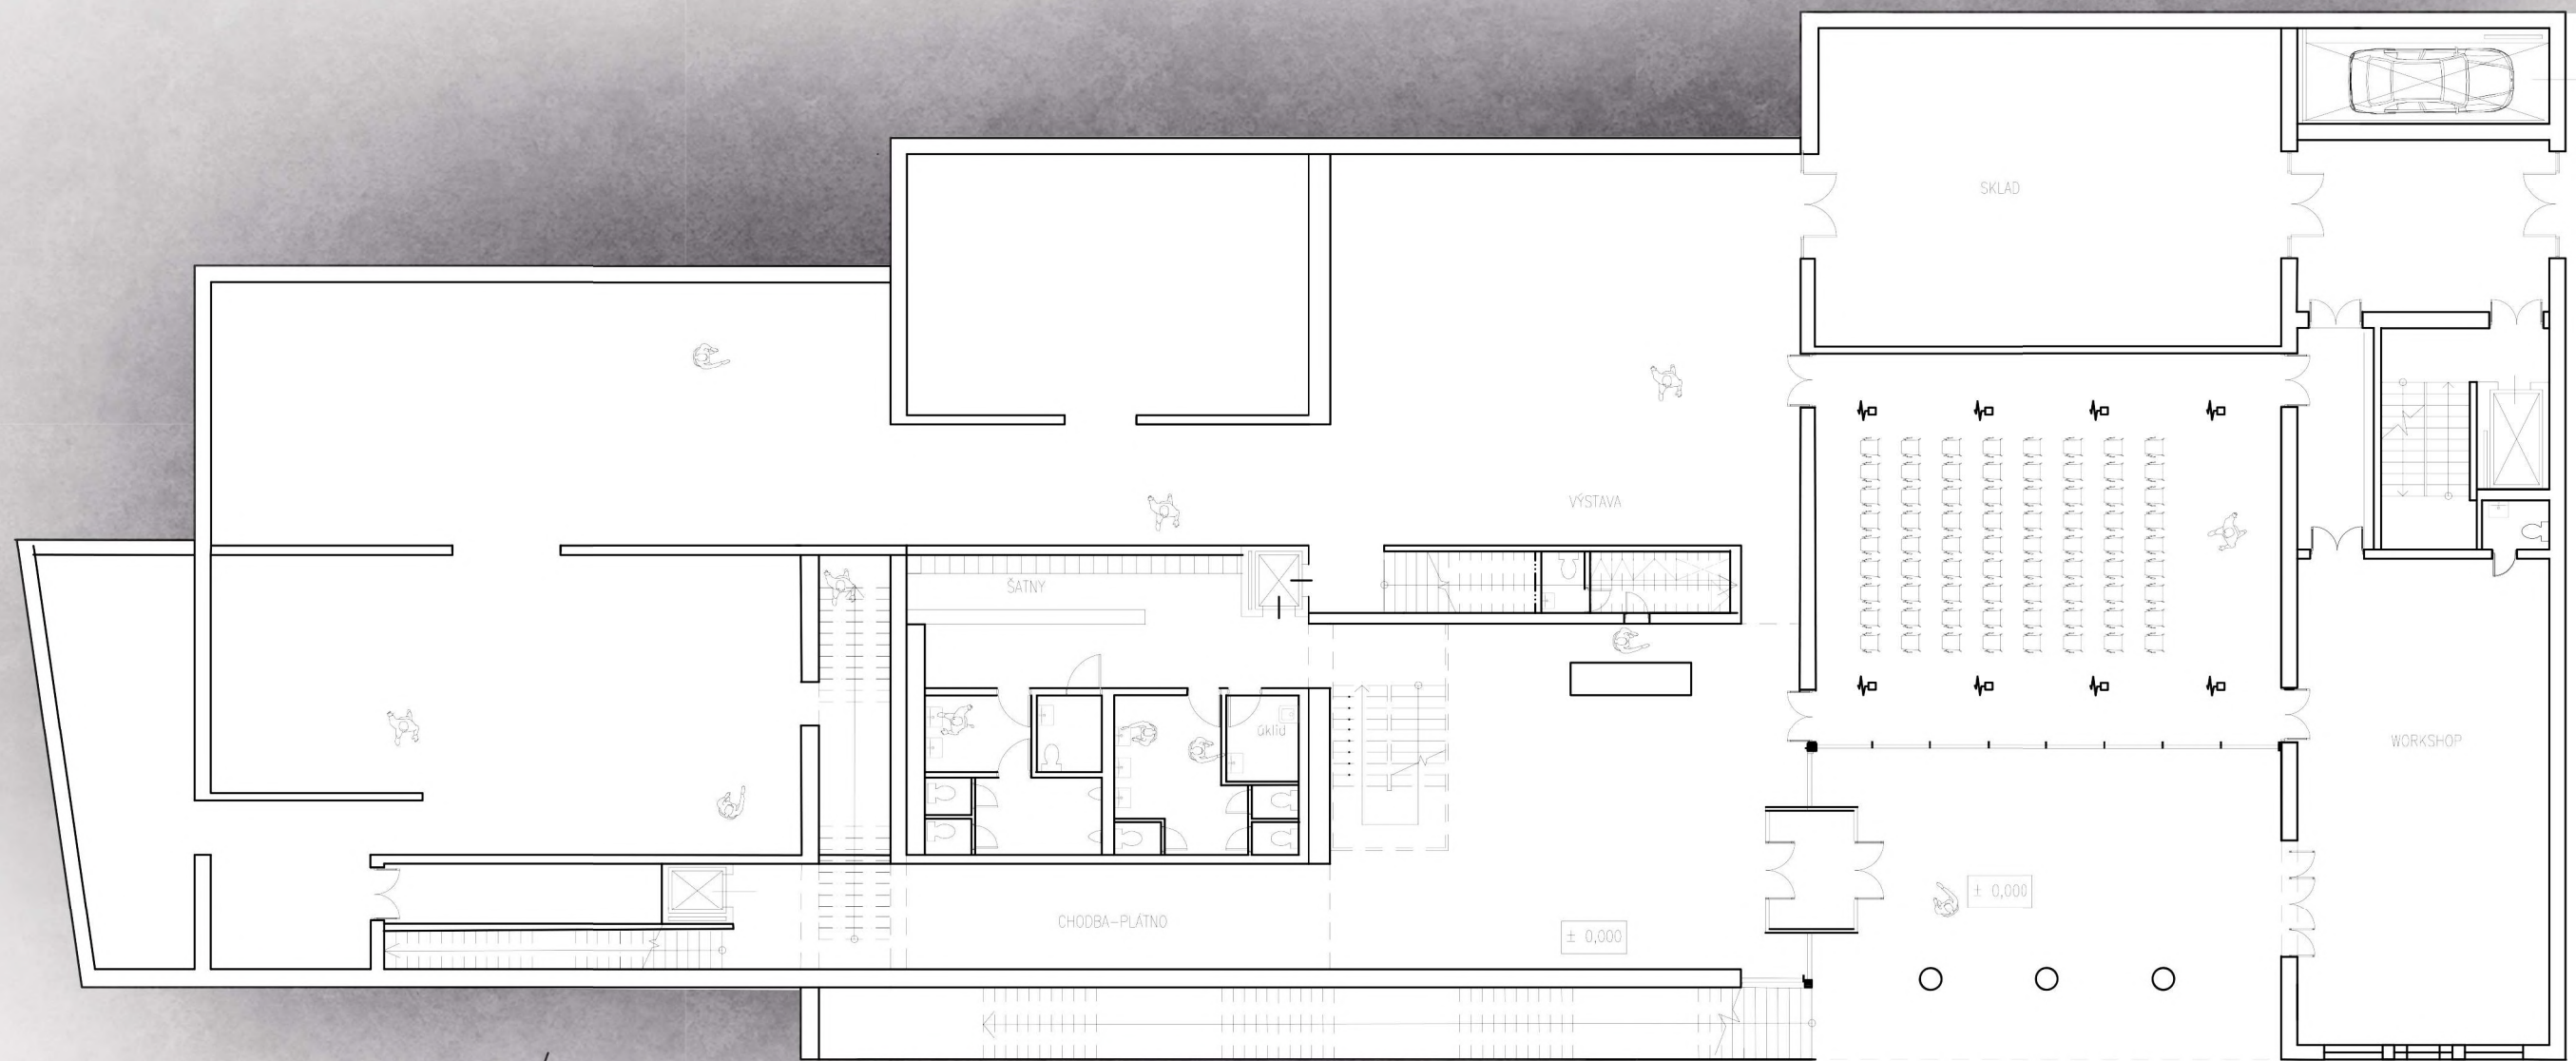 SKLAD
VÝSTAVA
ŠATNY
úklid
WORKSHOP
± 0,000
CHODBA-PLÁTNO
± 0,000